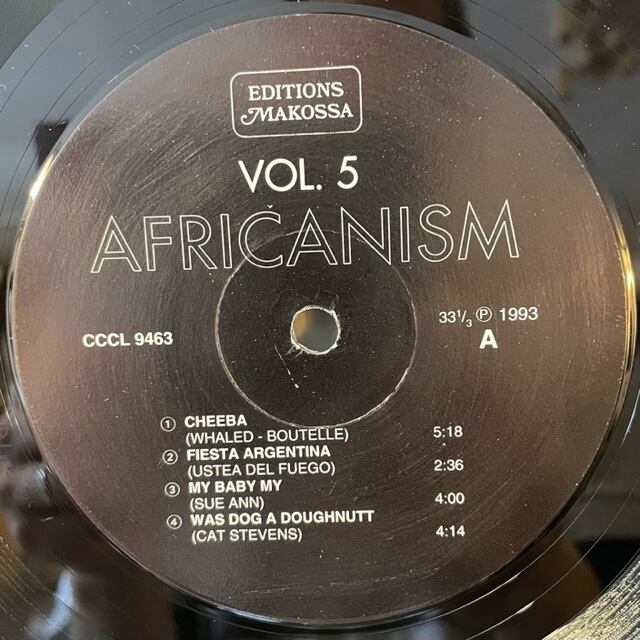 EDITIONS
MAKOSSA
VOL. 5
AFRICANISM
CCCL 9463
33 1/3 Ⓟ 1993
A
① CHEEBA
(WHALED - BOUTELLE) 5:18
② FIESTA ARGENTINA
(USTEA DEL FUEGO) 2:36
③ MY BABY MY
(SUE ANN) 4:00
④ WAS DOG A DOUGHNUTT
(CAT STEVENS) 4:14